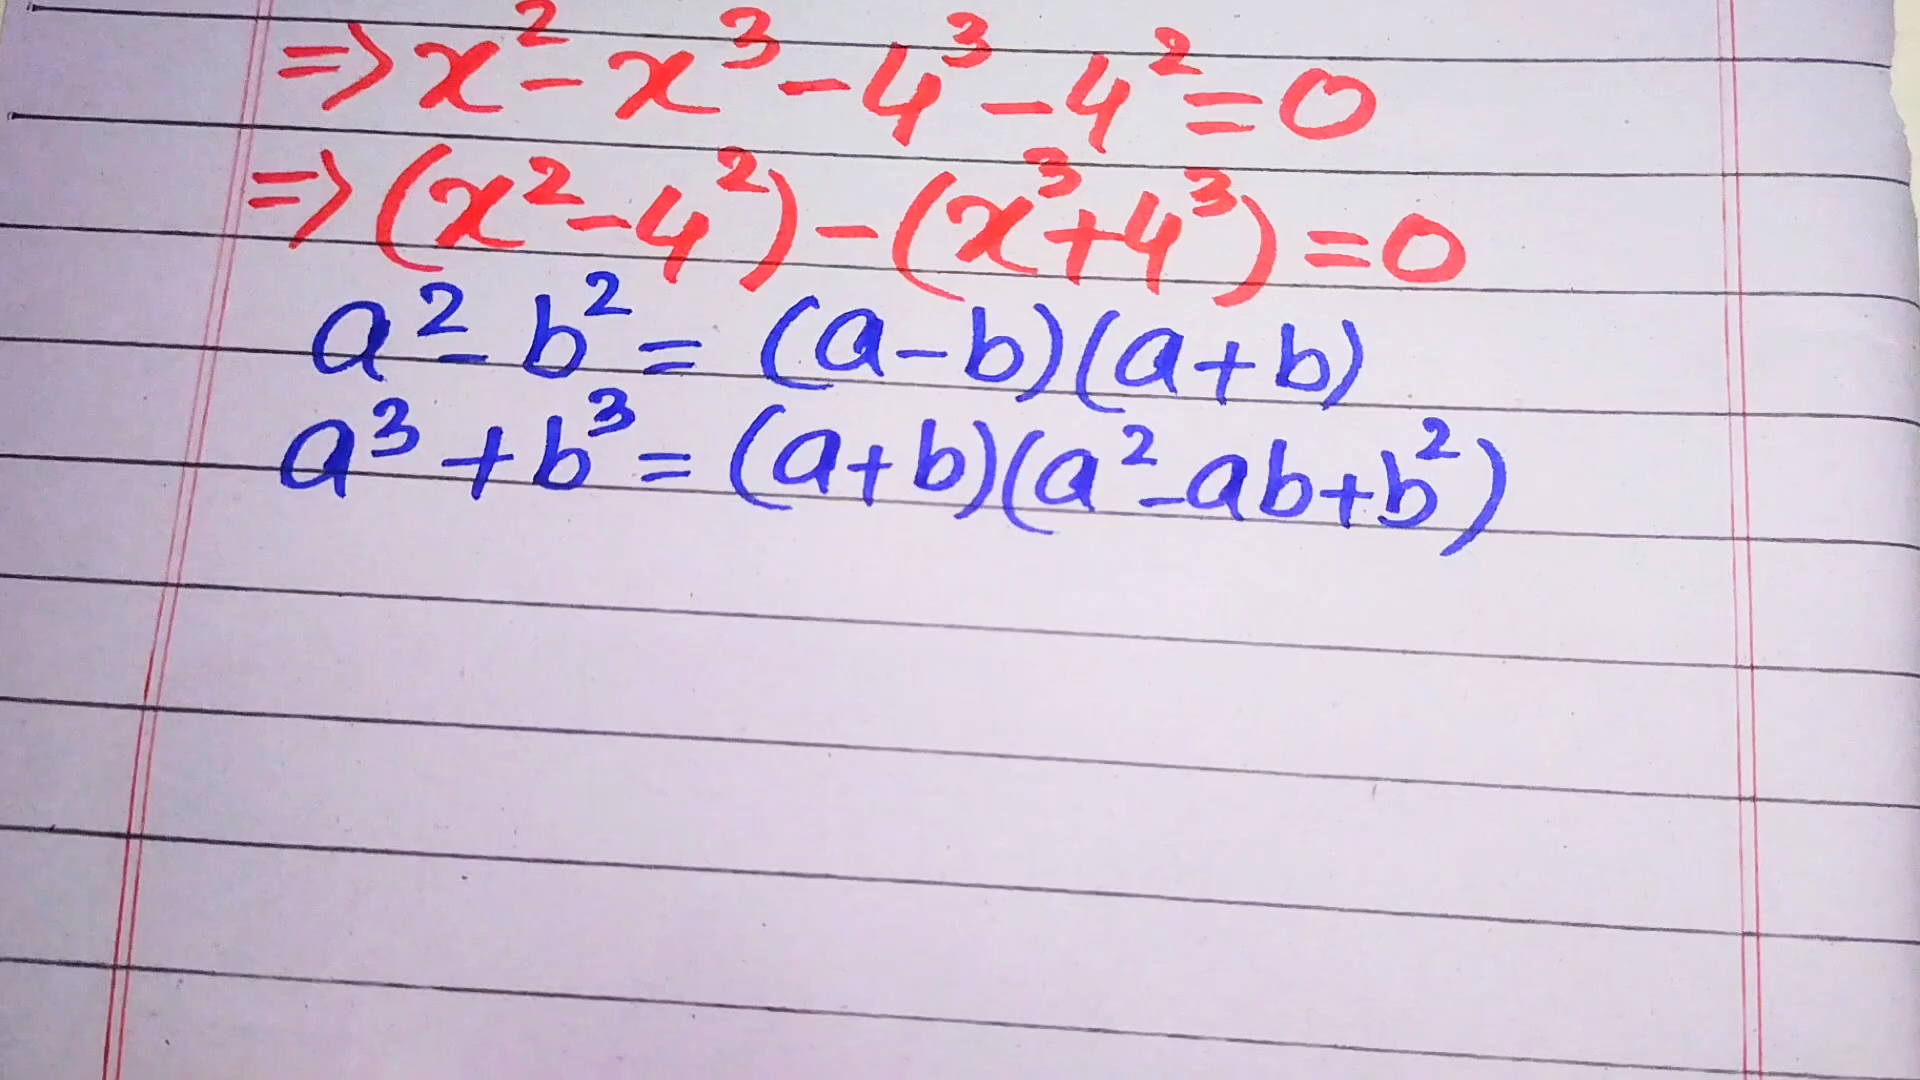 => x² - x³ - 4³ - 4² = 0
=> (x² - 4²) - (x³ + 4³) = 0
a² - b² = (a - b)(a + b)
a³ + b³ = (a + b)(a² - ab + b²)